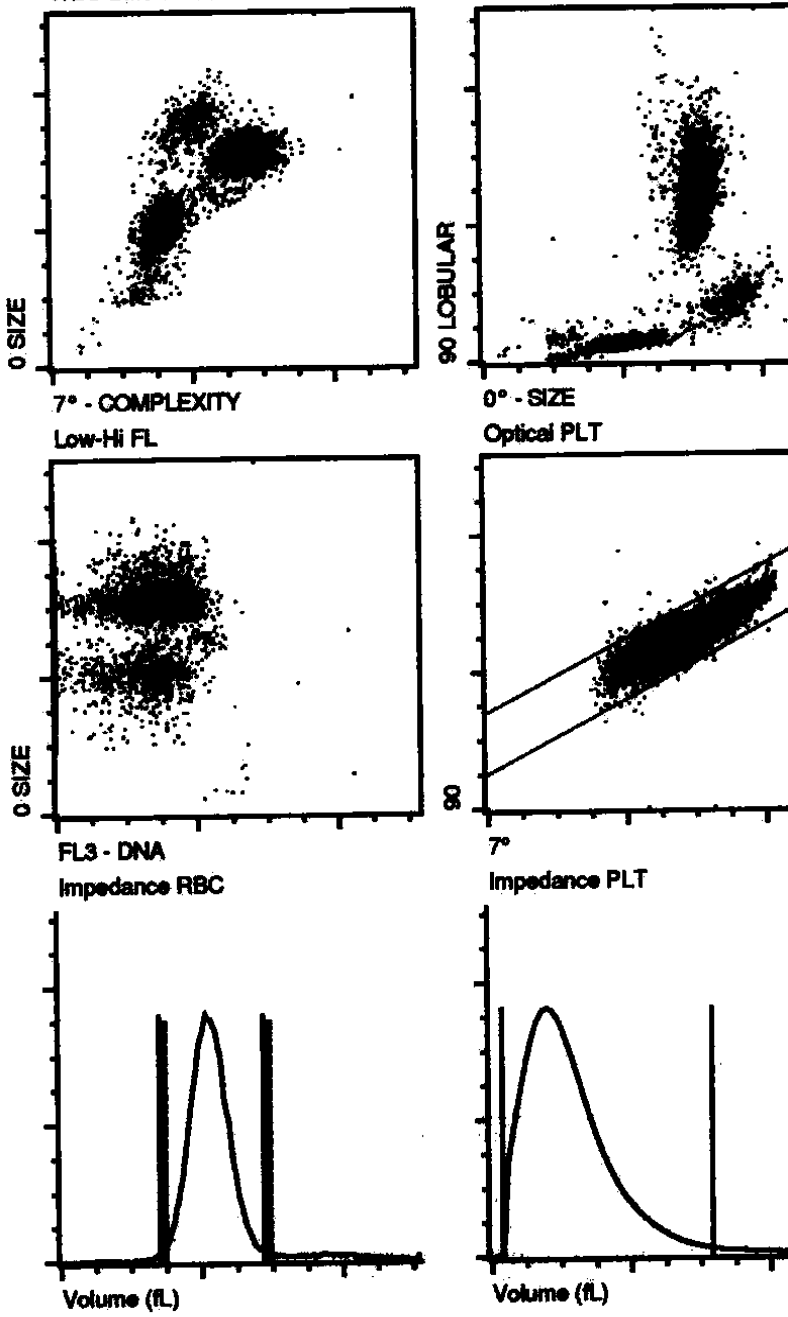 0 SIZE
7° - COMPLEXITY
90 LOBULAR
0° - SIZE
Low-Hi FL
0 SIZE
FL3 - DNA
Optical PLT
90
7°
Impedance RBC
Volume (fL)
Impedance PLT
Volume (fL)